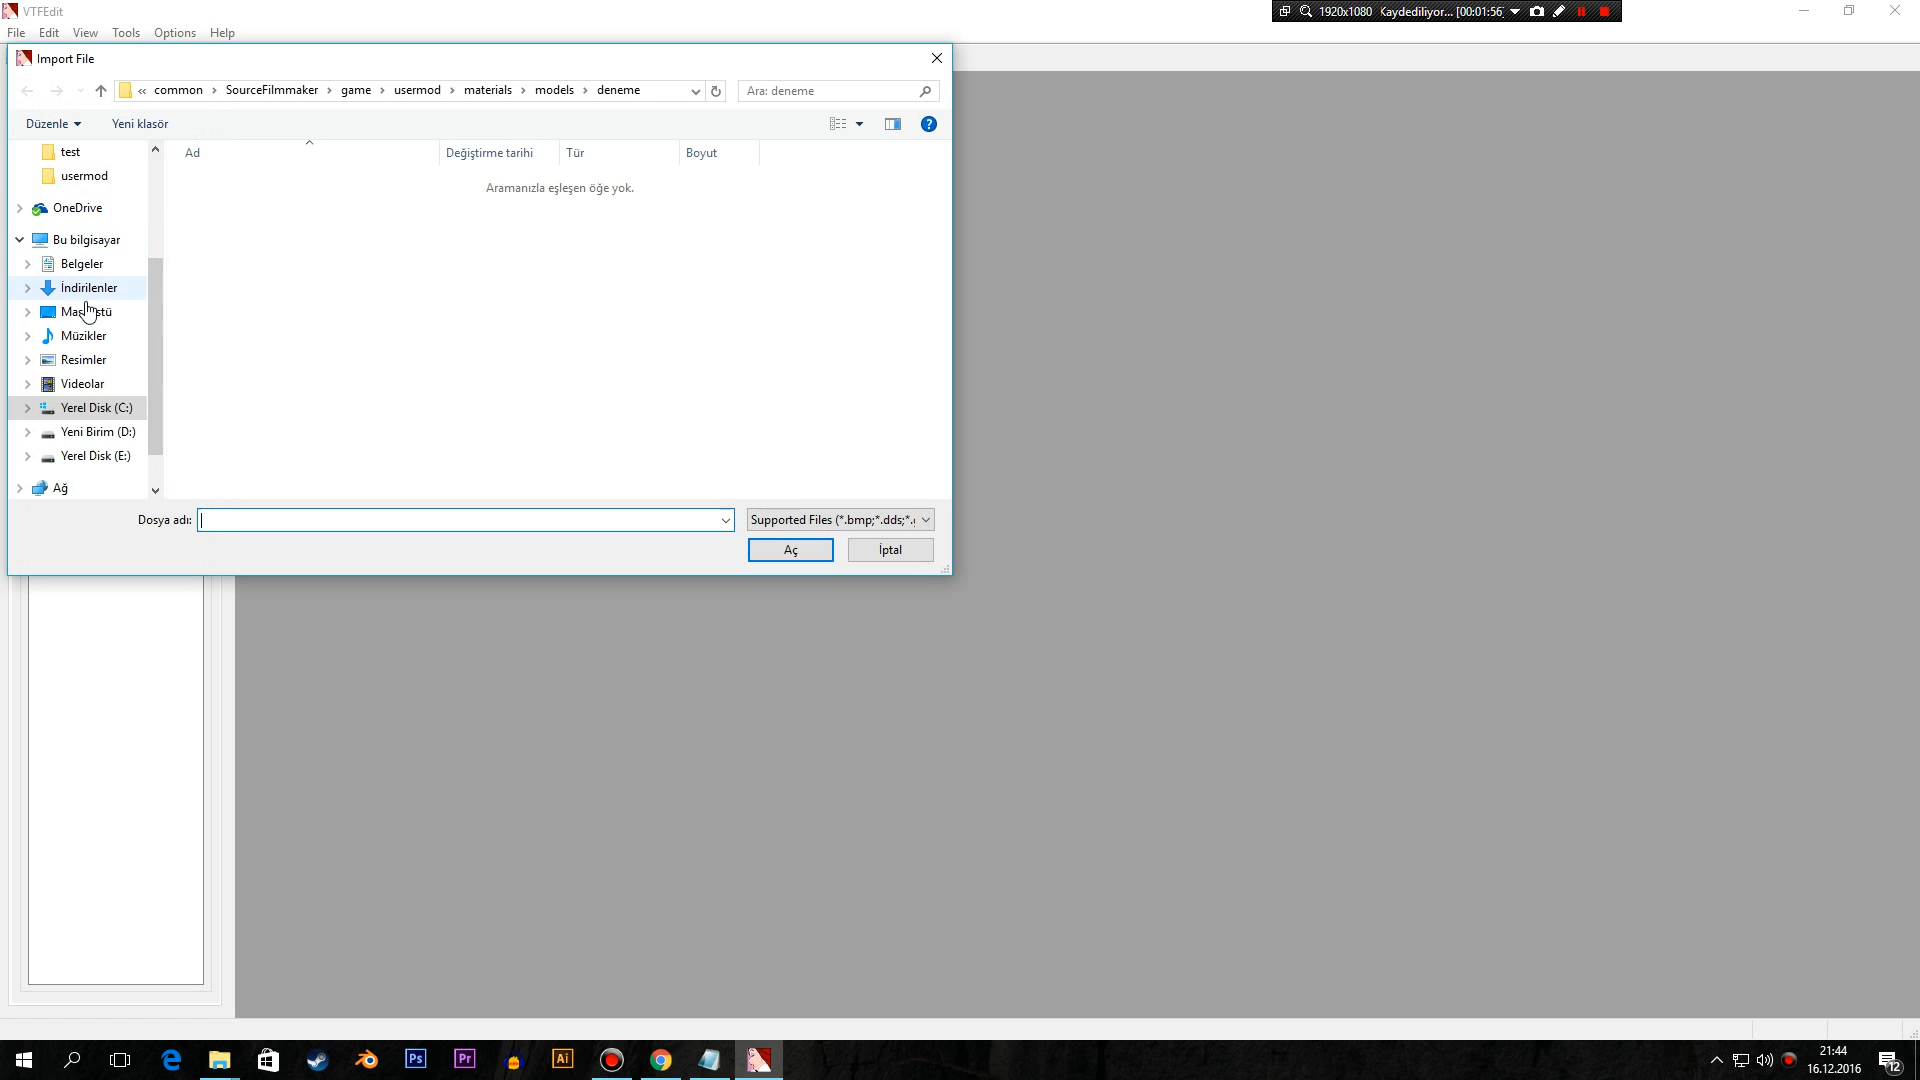 VTFEdit
1920x1080 Kaydediliyor... [00:01:56]
File Edit View Tools Options Help
Import File
« common › SourceFilmmaker › game › usermod › materials › models › deneme
Ara: deneme
Düzenle Yeni klasör
Ad Değiştirme tarihi Tür Boyut
Aramanızla eşleşen öğe yok.
test
usermod
OneDrive
Bu bilgisayar
Belgeler
İndirilenler
Müzikler
Resimler
Videolar
Yerel Disk (C:)
Yeni Birim (D:)
Yerel Disk (E:)
Ağ
Dosya adı:
Supported Files (*.bmp;*.dds;*.
Aç İptal
Ps Pr Ai
21:44
16.12.2016
12